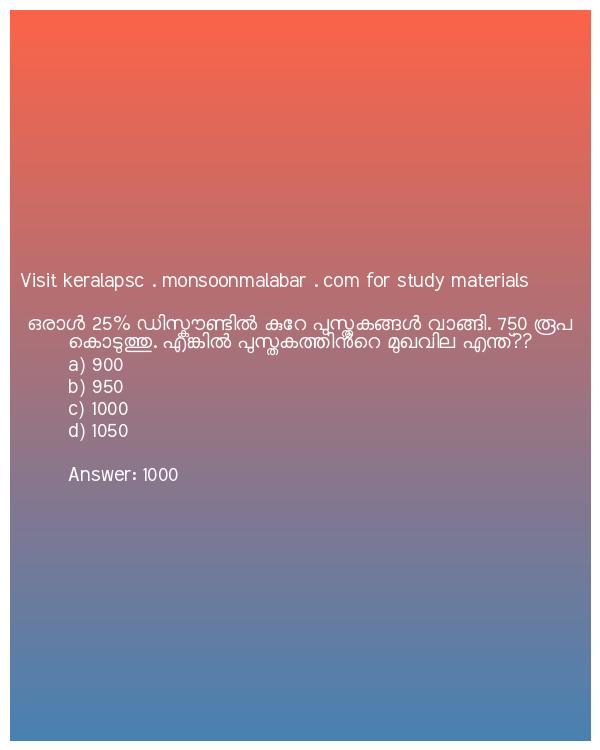 Visit keralapsc . monsoonmalabar . com for study materials
ഒരാൾ 25% ഡിസ്കൗണ്ടിൽ കുറേ പുസ്തകങ്ങൾ വാങ്ങി. 750 രൂപ
കൊടുത്തു. എങ്കിൽ പുസ്തകത്തിൻറെ മുഖവില എന്ത്??
a) 900
b) 950
c) 1000
d) 1050
Answer: 1000